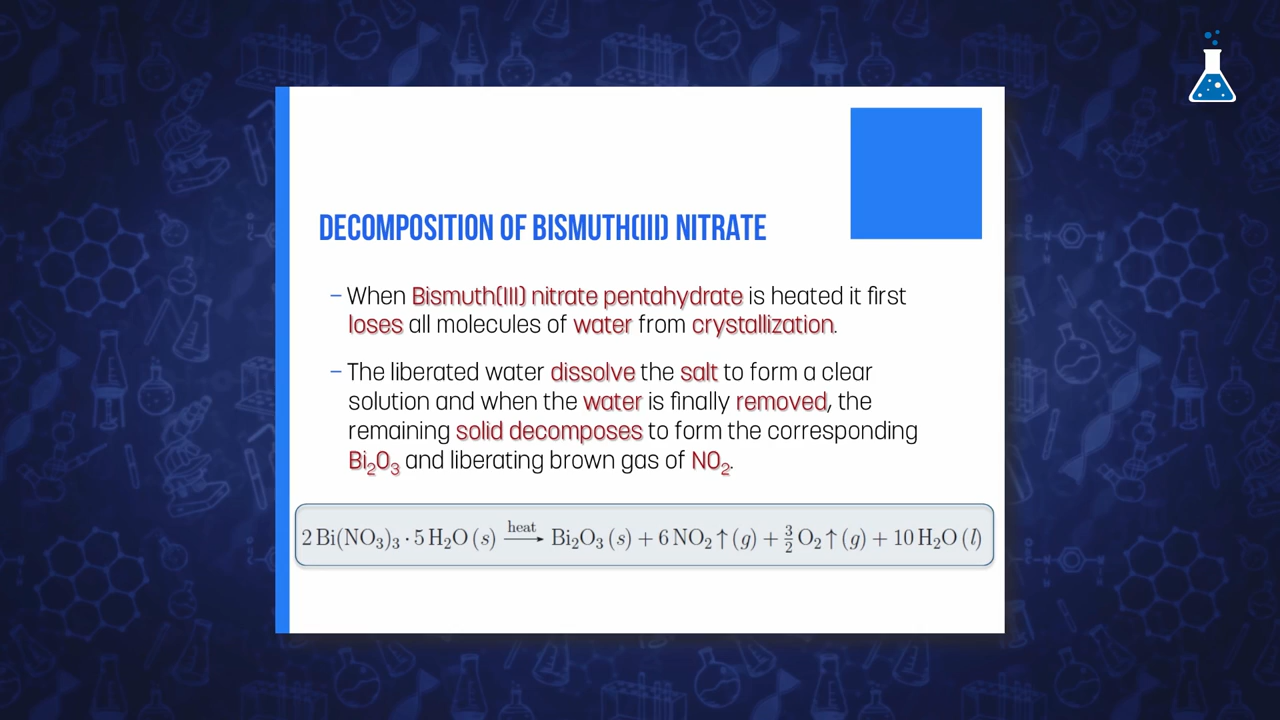 DECOMPOSITION OF BISMUTH(III) NITRATE
– When Bismuth(III) nitrate pentahydrate is heated it first
loses all molecules of water from crystallization.
– The liberated water dissolve the salt to form a clear
solution and when the water is finally removed, the
remaining solid decomposes to form the corresponding
Bi₂O₃ and liberating brown gas of NO₂.
2 Bi(NO₃)₃ · 5 H₂O (s) —heat→ Bi₂O₃ (s) + 6 NO₂ ↑ (g) + 3/2 O₂ ↑ (g) + 10 H₂O (l)